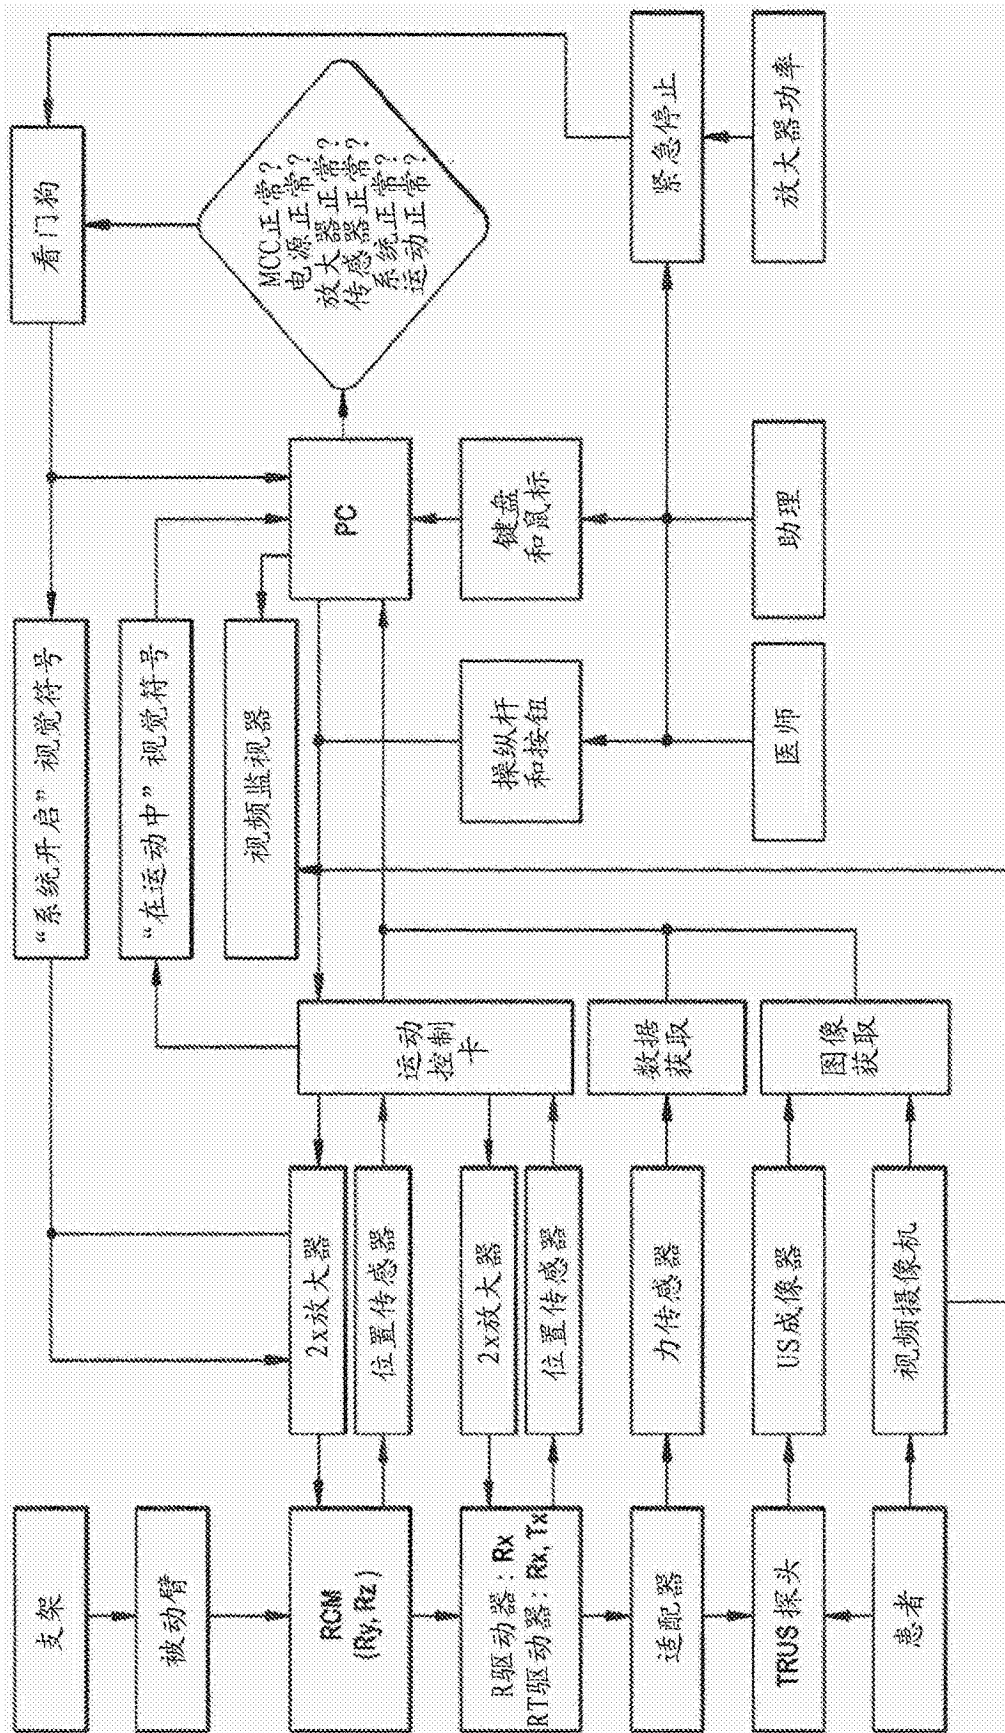 支架
被动臂
RCM
(Ry, Rz)
R驱动器: Rx
RT驱动器: Rx, Tx
适配器
TRUS 探头
患者
2x放大器
位置传感器
2x放大器
位置传感器
力传感器
US成像器
视频摄像机
运动
控制
卡
数据
获取
图像
获取
“系统开启” 视觉符号
“在运动中” 视觉符号
视频监视器
操纵杆
和按钮
医师
PC
键盘
和鼠标
助理
看门狗
MCC正常?
电源正常?
放大器正常?
传感器正常?
系统正常?
运动正常?
紧急停止
放大器功率